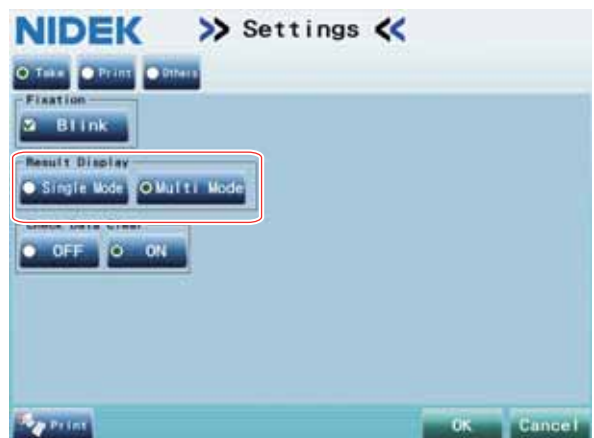 NIDEK >> Settings <<
Take Print Others
Fixation
Blink
Result Display
Single Mode Multi Mode
Check Data Clear
OFF ON
Print OK Cancel